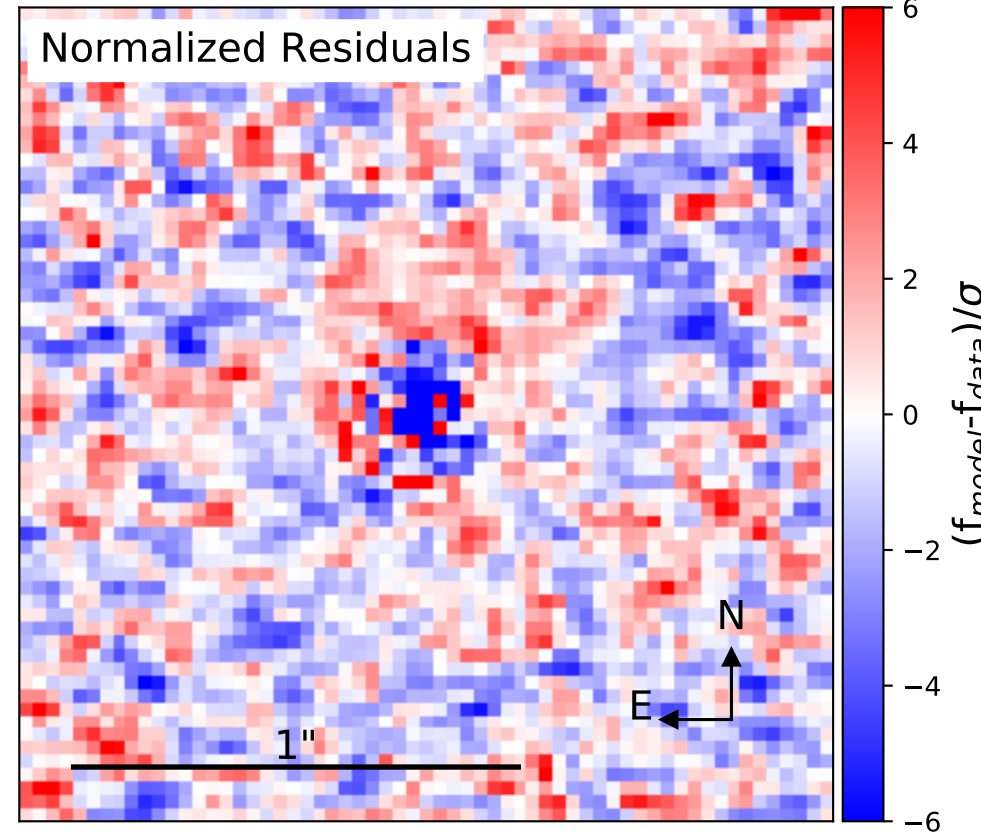 Normalized Residuals
6
4
2
0
−2
−4
−6
(f_model-f_data)/σ
N
E
1"